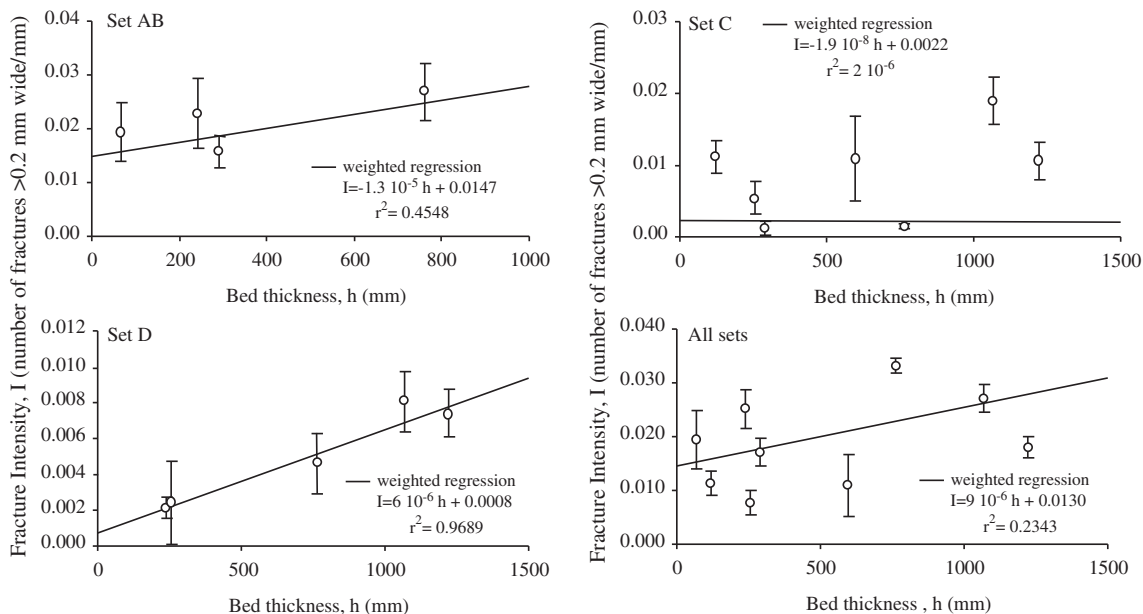 Fracture Intensity, I (number of fractures >0.2 mm wide/mm)
Set AB
0.04
0.03
0.02
0.01
0.00
weighted regression
I=-1.3 10-5 h + 0.0147
r2= 0.4548
0 200 400 600 800 1000
Bed thickness, h (mm)
Fracture Intensity, I (number of fractures >0.2 mm wide/mm)
Set C
0.03
0.02
0.01
0.00
weighted regression
I=-1.9 10-8 h + 0.0022
r2= 2 10-6
0 500 1000 1500
Bed thickness, h (mm)
Set D
0.012
0.010
0.008
0.006
0.004
0.002
0.000
weighted regression
I=6 10-6 h + 0.0008
r2= 0.9689
0 500 1000 1500
Bed thickness, h (mm)
All sets
0.040
0.030
0.020
0.010
0.000
weighted regression
I=9 10-6 h + 0.0130
r2= 0.2343
0 500 1000 1500
Bed thickness , h (mm)